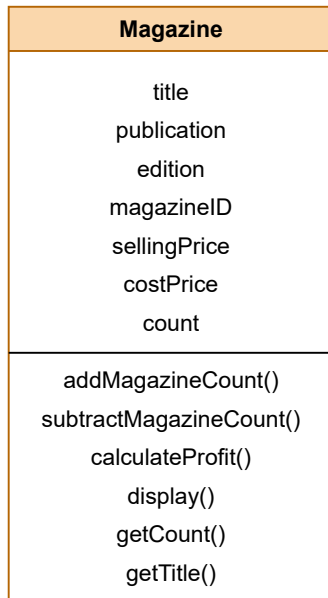 Magazine
title
publication
edition
magazineID
sellingPrice
costPrice
count
addMagazineCount()
subtractMagazineCount()
calculateProfit()
display()
getCount()
getTitle()